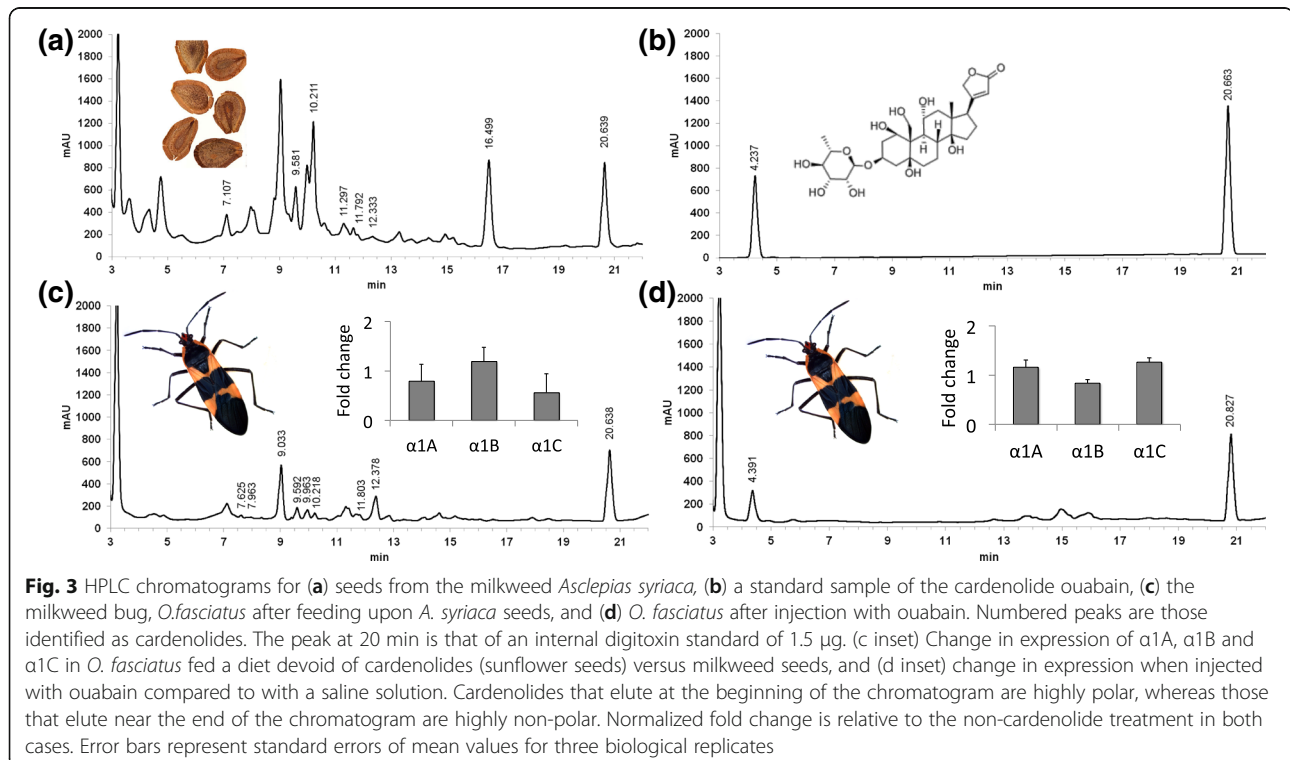 (a)
2000
1800
1600
1400
1200
1000
800
600
400
200
0
mAU
7.107
9.581
10.211
11.297
11.792
12.333
16.499
20.639
3 5 7 9 11 13 15 17 19 21
min
(b)
2000
1800
1600
1400
1200
1000
800
600
400
200
0
mAU
4.237
20.663
O
O
OH
OH
HO
HO
H
H
H
OH
OH
O
O
HO
HO
OH
3 5 7 9 11 13 15 17 19 21
min
(c)
2000
1800
1600
1400
1200
1000
800
600
400
200
0
mAU
7.625
7.963
9.033
9.592
9.963
10.218
11.803
12.378
20.638
Fold change
2
1
0
α1A α1B α1C
3 5 7 9 11 13 15 17 19 21
min
(d)
2000
1800
1600
1400
1200
1000
800
600
400
200
0
mAU
4.391
20.827
Fold change
2
1
0
α1A α1B α1C
3 5 7 9 11 13 15 17 19 21
min
Fig. 3 HPLC chromatograms for (a) seeds from the milkweed Asclepias syriaca, (b) a standard sample of the cardenolide ouabain, (c) the
milkweed bug, O.fasciatus after feeding upon A. syriaca seeds, and (d) O. fasciatus after injection with ouabain. Numbered peaks are those
identified as cardenolides. The peak at 20 min is that of an internal digitoxin standard of 1.5 μg. (c inset) Change in expression of α1A, α1B and
α1C in O. fasciatus fed a diet devoid of cardenolides (sunflower seeds) versus milkweed seeds, and (d inset) change in expression when injected
with ouabain compared to with a saline solution. Cardenolides that elute at the beginning of the chromatogram are highly polar, whereas those
that elute near the end of the chromatogram are highly non-polar. Normalized fold change is relative to the non-cardenolide treatment in both
cases. Error bars represent standard errors of mean values for three biological replicates